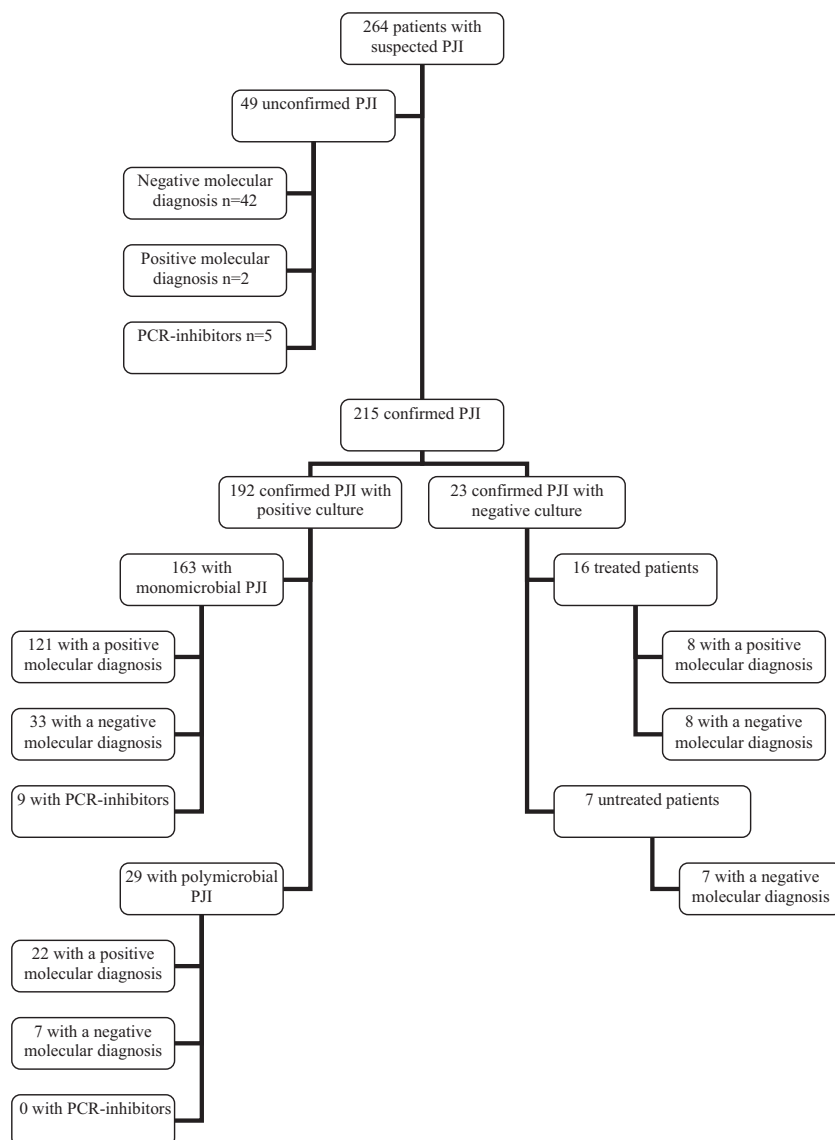 264 patients with
suspected PJI
49 unconfirmed PJI
Negative molecular
diagnosis n=42
Positive molecular
diagnosis n=2
PCR-inhibitors n=5
215 confirmed PJI
192 confirmed PJI with
positive culture
23 confirmed PJI with
negative culture
163 with
monomicrobial PJI
121 with a positive
molecular diagnosis
33 with a negative
molecular diagnosis
9 with PCR-inhibitors
29 with polymicrobial
PJI
22 with a positive
molecular diagnosis
7 with a negative
molecular diagnosis
0 with PCR-inhibitors
16 treated patients
8 with a positive
molecular diagnosis
8 with a negative
molecular diagnosis
7 untreated patients
7 with a negative
molecular diagnosis